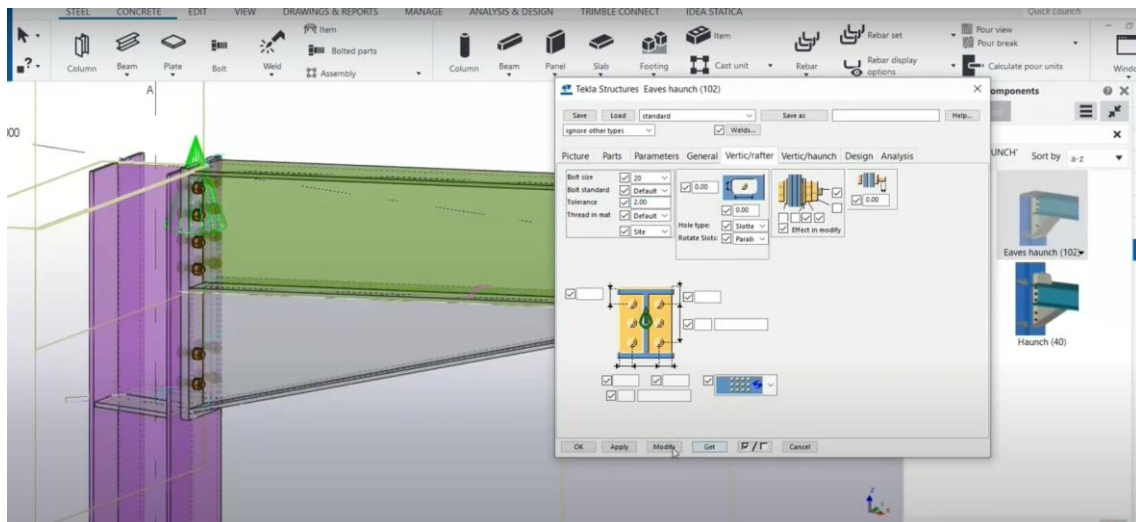 STEEL CONCRETE EDIT VIEW DRAWINGS & REPORTS MANAGE ANALYSIS & DESIGN TRIMBLE CONNECT IDEA STATICA Quick Launch
Item
Bolted parts
Assembly
Column Beam Plate Bolt Weld
Column Beam Panel Slab Footing
Item
Cast unit
Rebar
Rebar set
Rebar display
options
Pour view
Pour break
Calculate pour units
Windo
A
Tekla Structures Eaves haunch (102)
Save Load standard Save as Help...
ignore other types Welds...
Picture Parts Parameters General Vertic/rafter Vertic/haunch Design Analysis
Bolt size 20
Bolt standard Default
Tolerance 2.00
Thread in mat Default
Site
0.00
0.00
Hole type: Slotte
Rotate Slots: Parall
Effect in modify
0.00
OK Apply Modify Get Cancel
omponents
UNCH' Sort by a-z
Eaves haunch (102)
Haunch (40)
Z